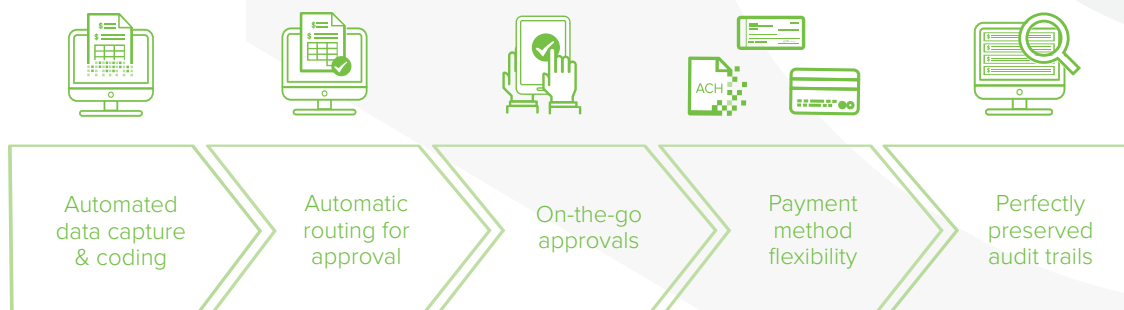 ACH
Automated
data capture
& coding
Automatic
routing for
approval
On-the-go
approvals
Payment
method
flexibility
Perfectly
preserved
audit trails